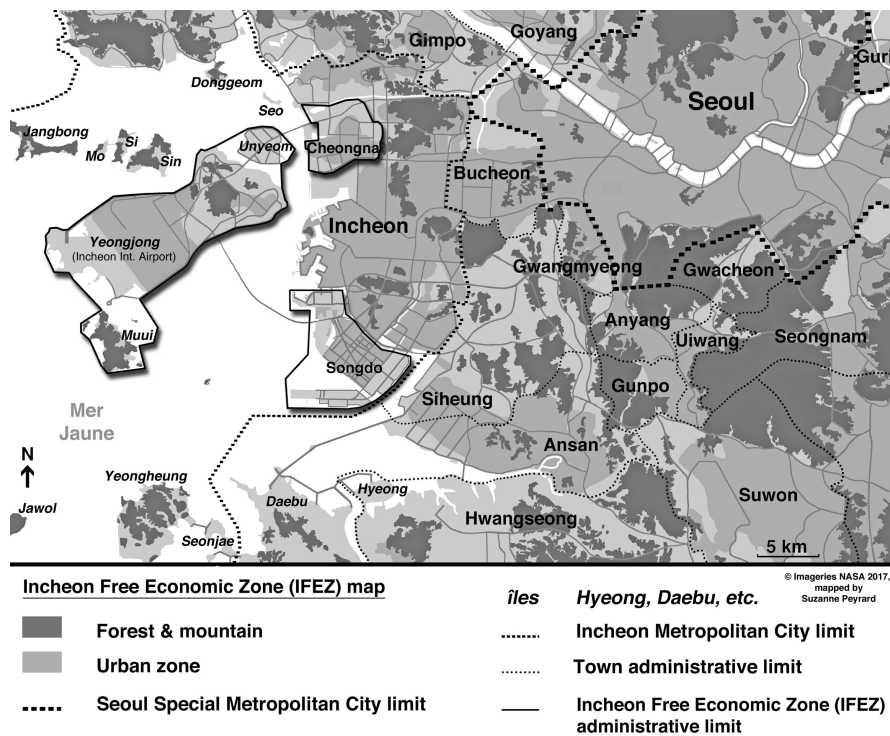 Gimpo
Goyang
Guri
Donggeom
Seoul
Seo
Jangbong
Si
Mo
Sin
Unyeom
Cheongna
Bucheon
Incheon
Yeongjong
(Incheon Int. Airport)
Gwangmyeong
Gwacheon
Muui
Anyang
Uiwang
Seongnam
Songdo
Gunpo
Siheung
Mer
Jaune
Ansan
N
Yeongheung
Daebu
Hyeong
Suwon
Jawol
Seonjae
Hwangseong
5 km
Incheon Free Economic Zone (IFEZ) map
Forest & mountain
Urban zone
Seoul Special Metropolitan City limit
îles
Hyeong, Daebu, etc.
© Imageries NASA 2017,
mapped by
Suzanne Peyrard
Incheon Metropolitan City limit
Town administrative limit
Incheon Free Economic Zone (IFEZ)
administrative limit